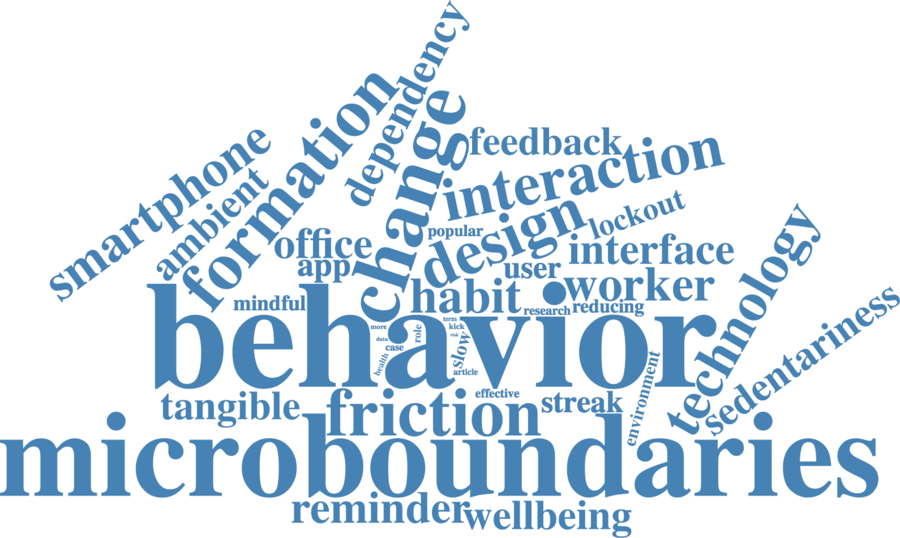 dependency
formation
change
smartphone
feedback
interaction
ambient
design
lockout
popular
office
interface
technology
app
user
worker
habit
mindful
research
reducing
behavior
sedentariness
more
term
kick
role
club
data
case
slow
health
article
environment
effective
tangible
friction
streak
microboundaries
reminder
wellbeing